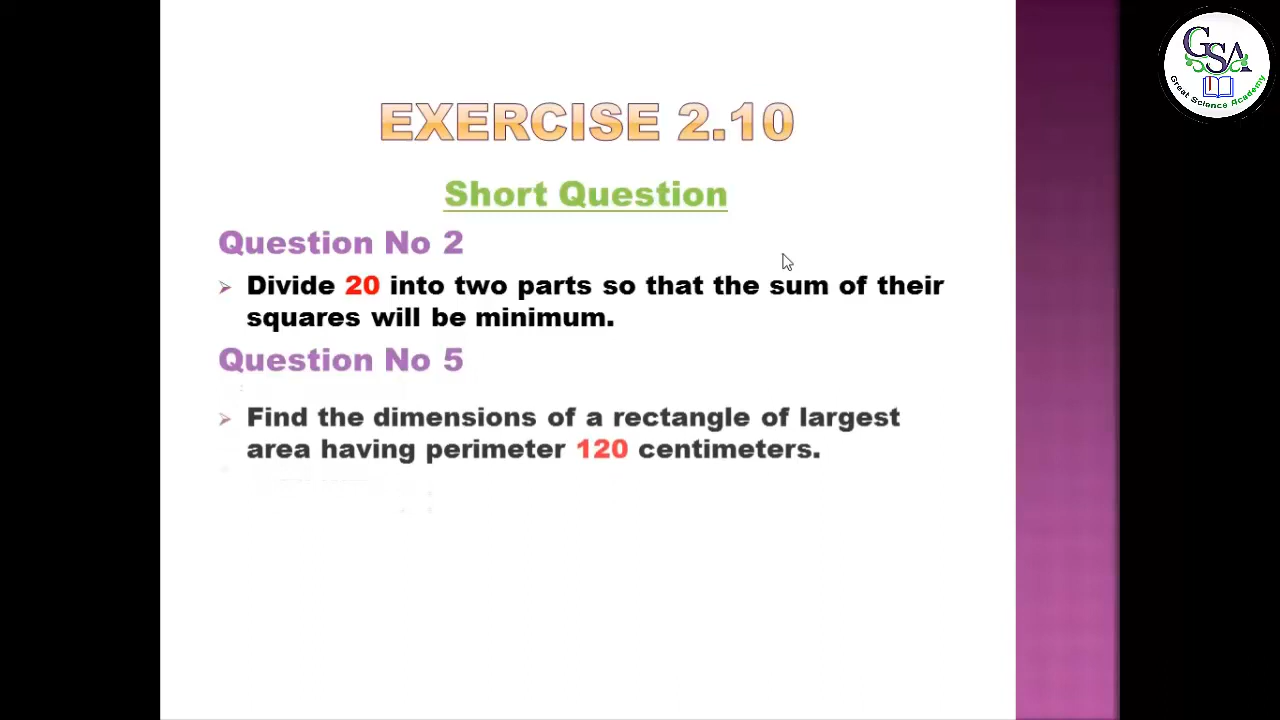 GSA
Great Science Academy
EXERCISE 2.10
Short Question
Question No 2
Divide 20 into two parts so that the sum of their
squares will be minimum.
Question No 5
Find the dimensions of a rectangle of largest
area having perimeter 120 centimeters.